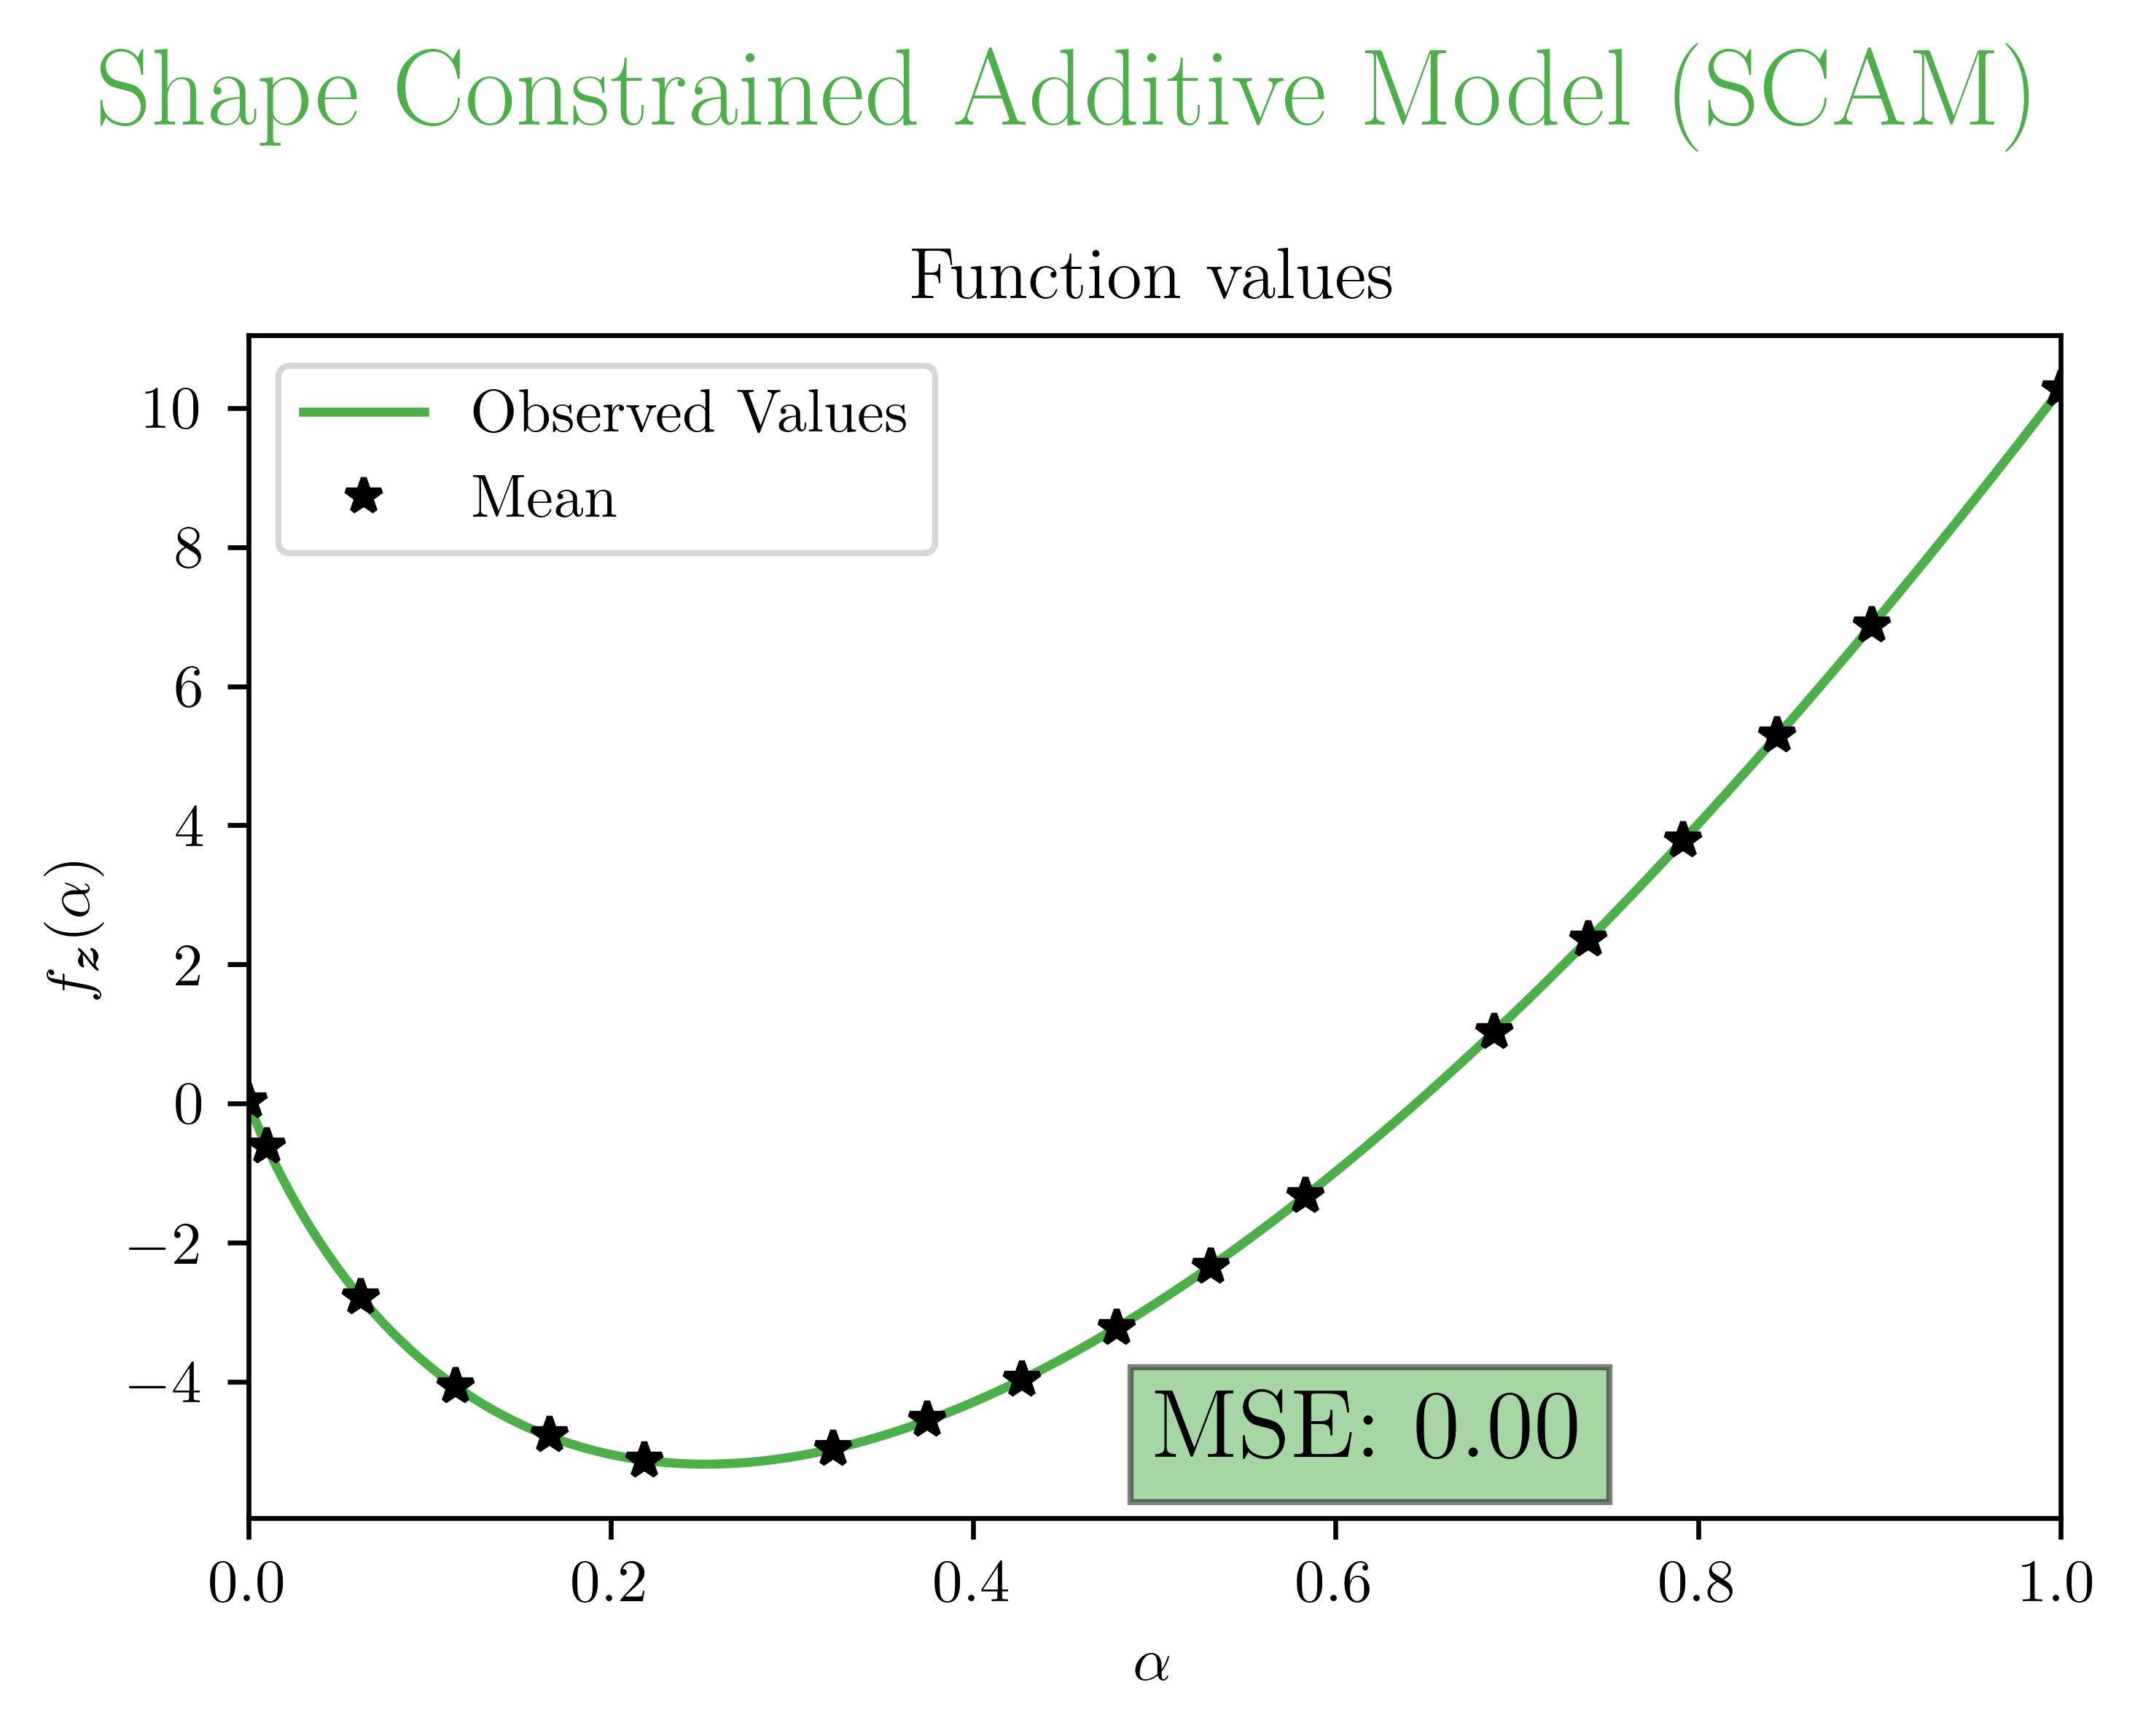 Shape Constrained Additive Model (SCAM)
Function values
Observed Values
Mean
10
8
6
4
2
0
−2
−4
f_z(α)
MSE: 0.00
0.0 0.2 0.4 0.6 0.8 1.0
α